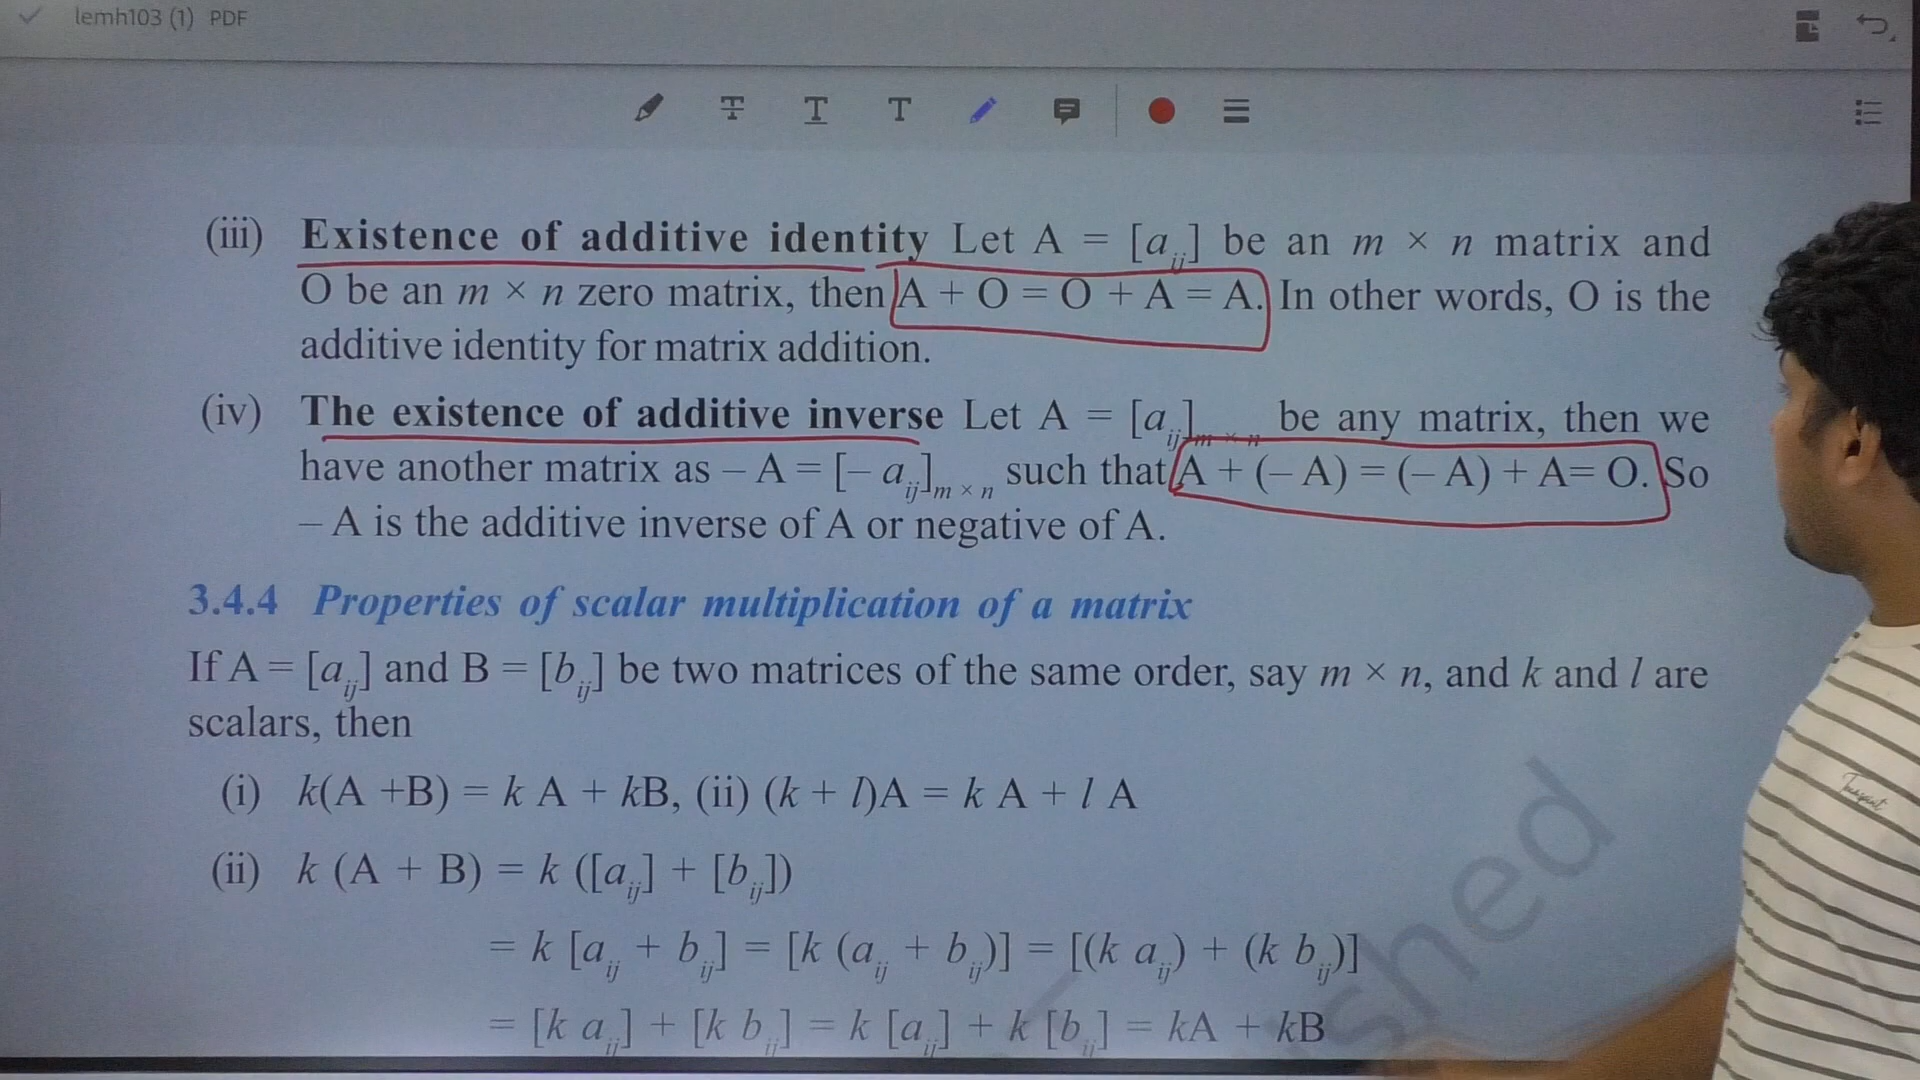 lemh103 (1) PDF
(iii) Existence of additive identity Let A = [aij] be an m × n matrix and
O be an m × n zero matrix, then A + O = O + A = A. In other words, O is the
additive identity for matrix addition.
(iv) The existence of additive inverse Let A = [aij]m × n be any matrix, then we
have another matrix as – A = [– aij]m × n such that A + (– A) = (– A) + A= O. So
– A is the additive inverse of A or negative of A.
3.4.4 Properties of scalar multiplication of a matrix
If A = [aij] and B = [bij] be two matrices of the same order, say m × n, and k and l are
scalars, then
(i) k(A +B) = k A + kB, (ii) (k + l)A = k A + l A
(ii) k (A + B) = k ([aij] + [bij])
= k [aij + bij] = [k (aij + bij)] = [(k aij) + (k bij)]
= [k aij] + [k bij] = k [aij] + k [bij] = kA + kB
shed